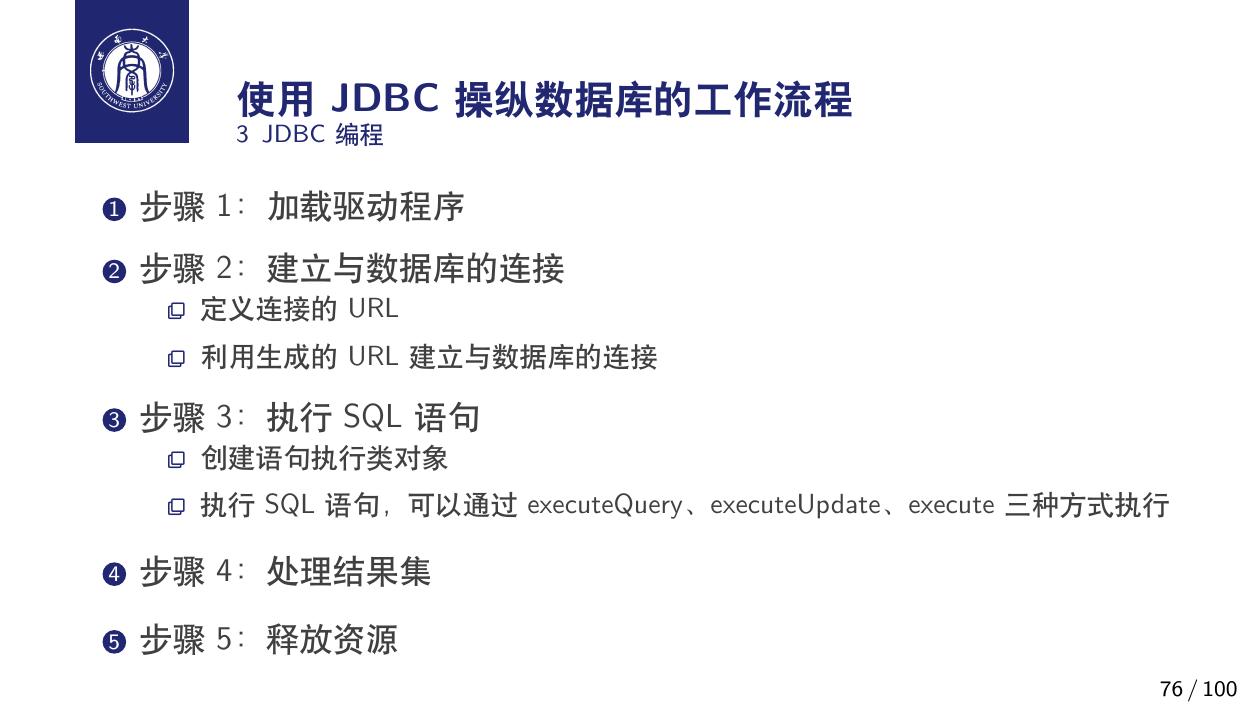 西南大学
SOUTHWEST UNIVERSITY
使用 JDBC 操纵数据库的工作流程
3 JDBC 编程
1 步骤 1：加载驱动程序
2 步骤 2：建立与数据库的连接
定义连接的 URL
利用生成的 URL 建立与数据库的连接
3 步骤 3：执行 SQL 语句
创建语句执行类对象
执行 SQL 语句，可以通过 executeQuery、executeUpdate、execute 三种方式执行
4 步骤 4：处理结果集
5 步骤 5：释放资源
76 / 100